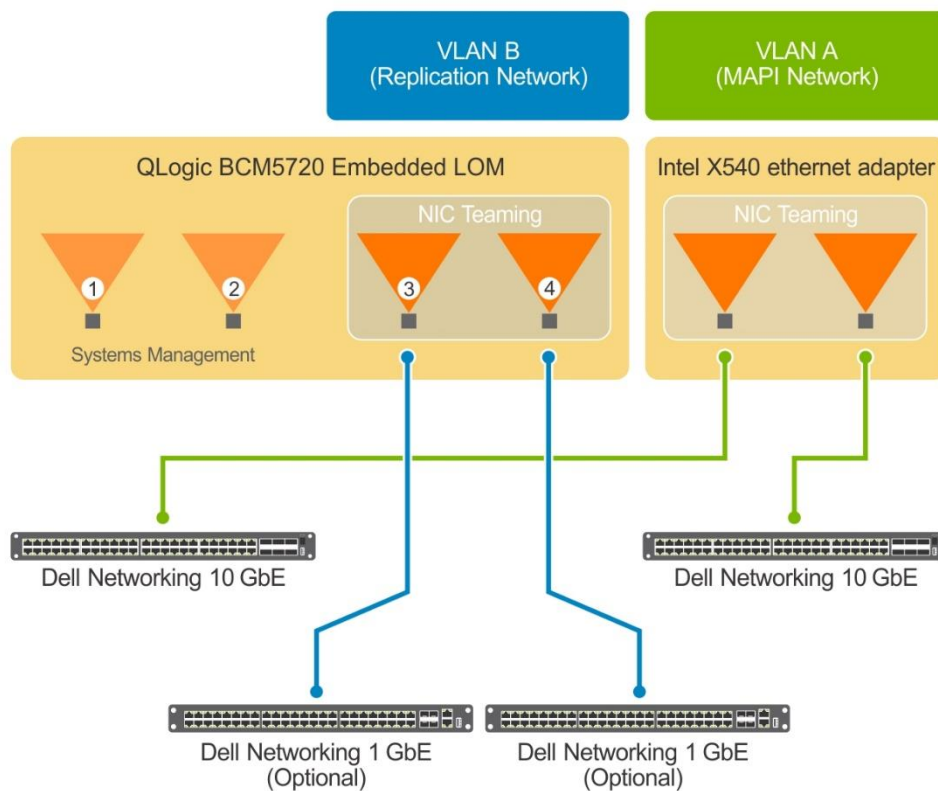 VLAN B
(Replication Network)
VLAN A
(MAPI Network)
QLogic BCM5720 Embedded LOM
Intel X540 ethernet adapter
NIC Teaming
NIC Teaming
1
2
3
4
Systems Management
Dell Networking 10 GbE
Dell Networking 10 GbE
Dell Networking 1 GbE
(Optional)
Dell Networking 1 GbE
(Optional)